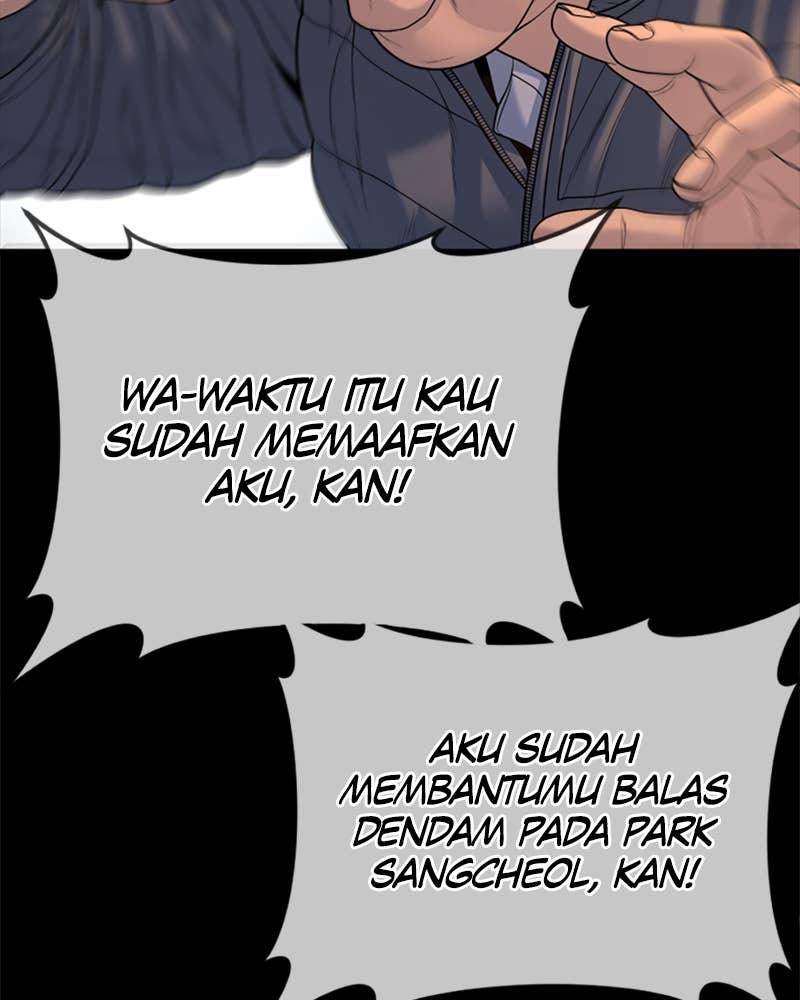 WA-WAKTU ITU KAU
SUDAH MEMAAFKAN
AKU, KAN!
AKU SUDAH
MEMBANTUMU BALAS
DENDAM PADA PARK
SANGCHEOL, KAN!